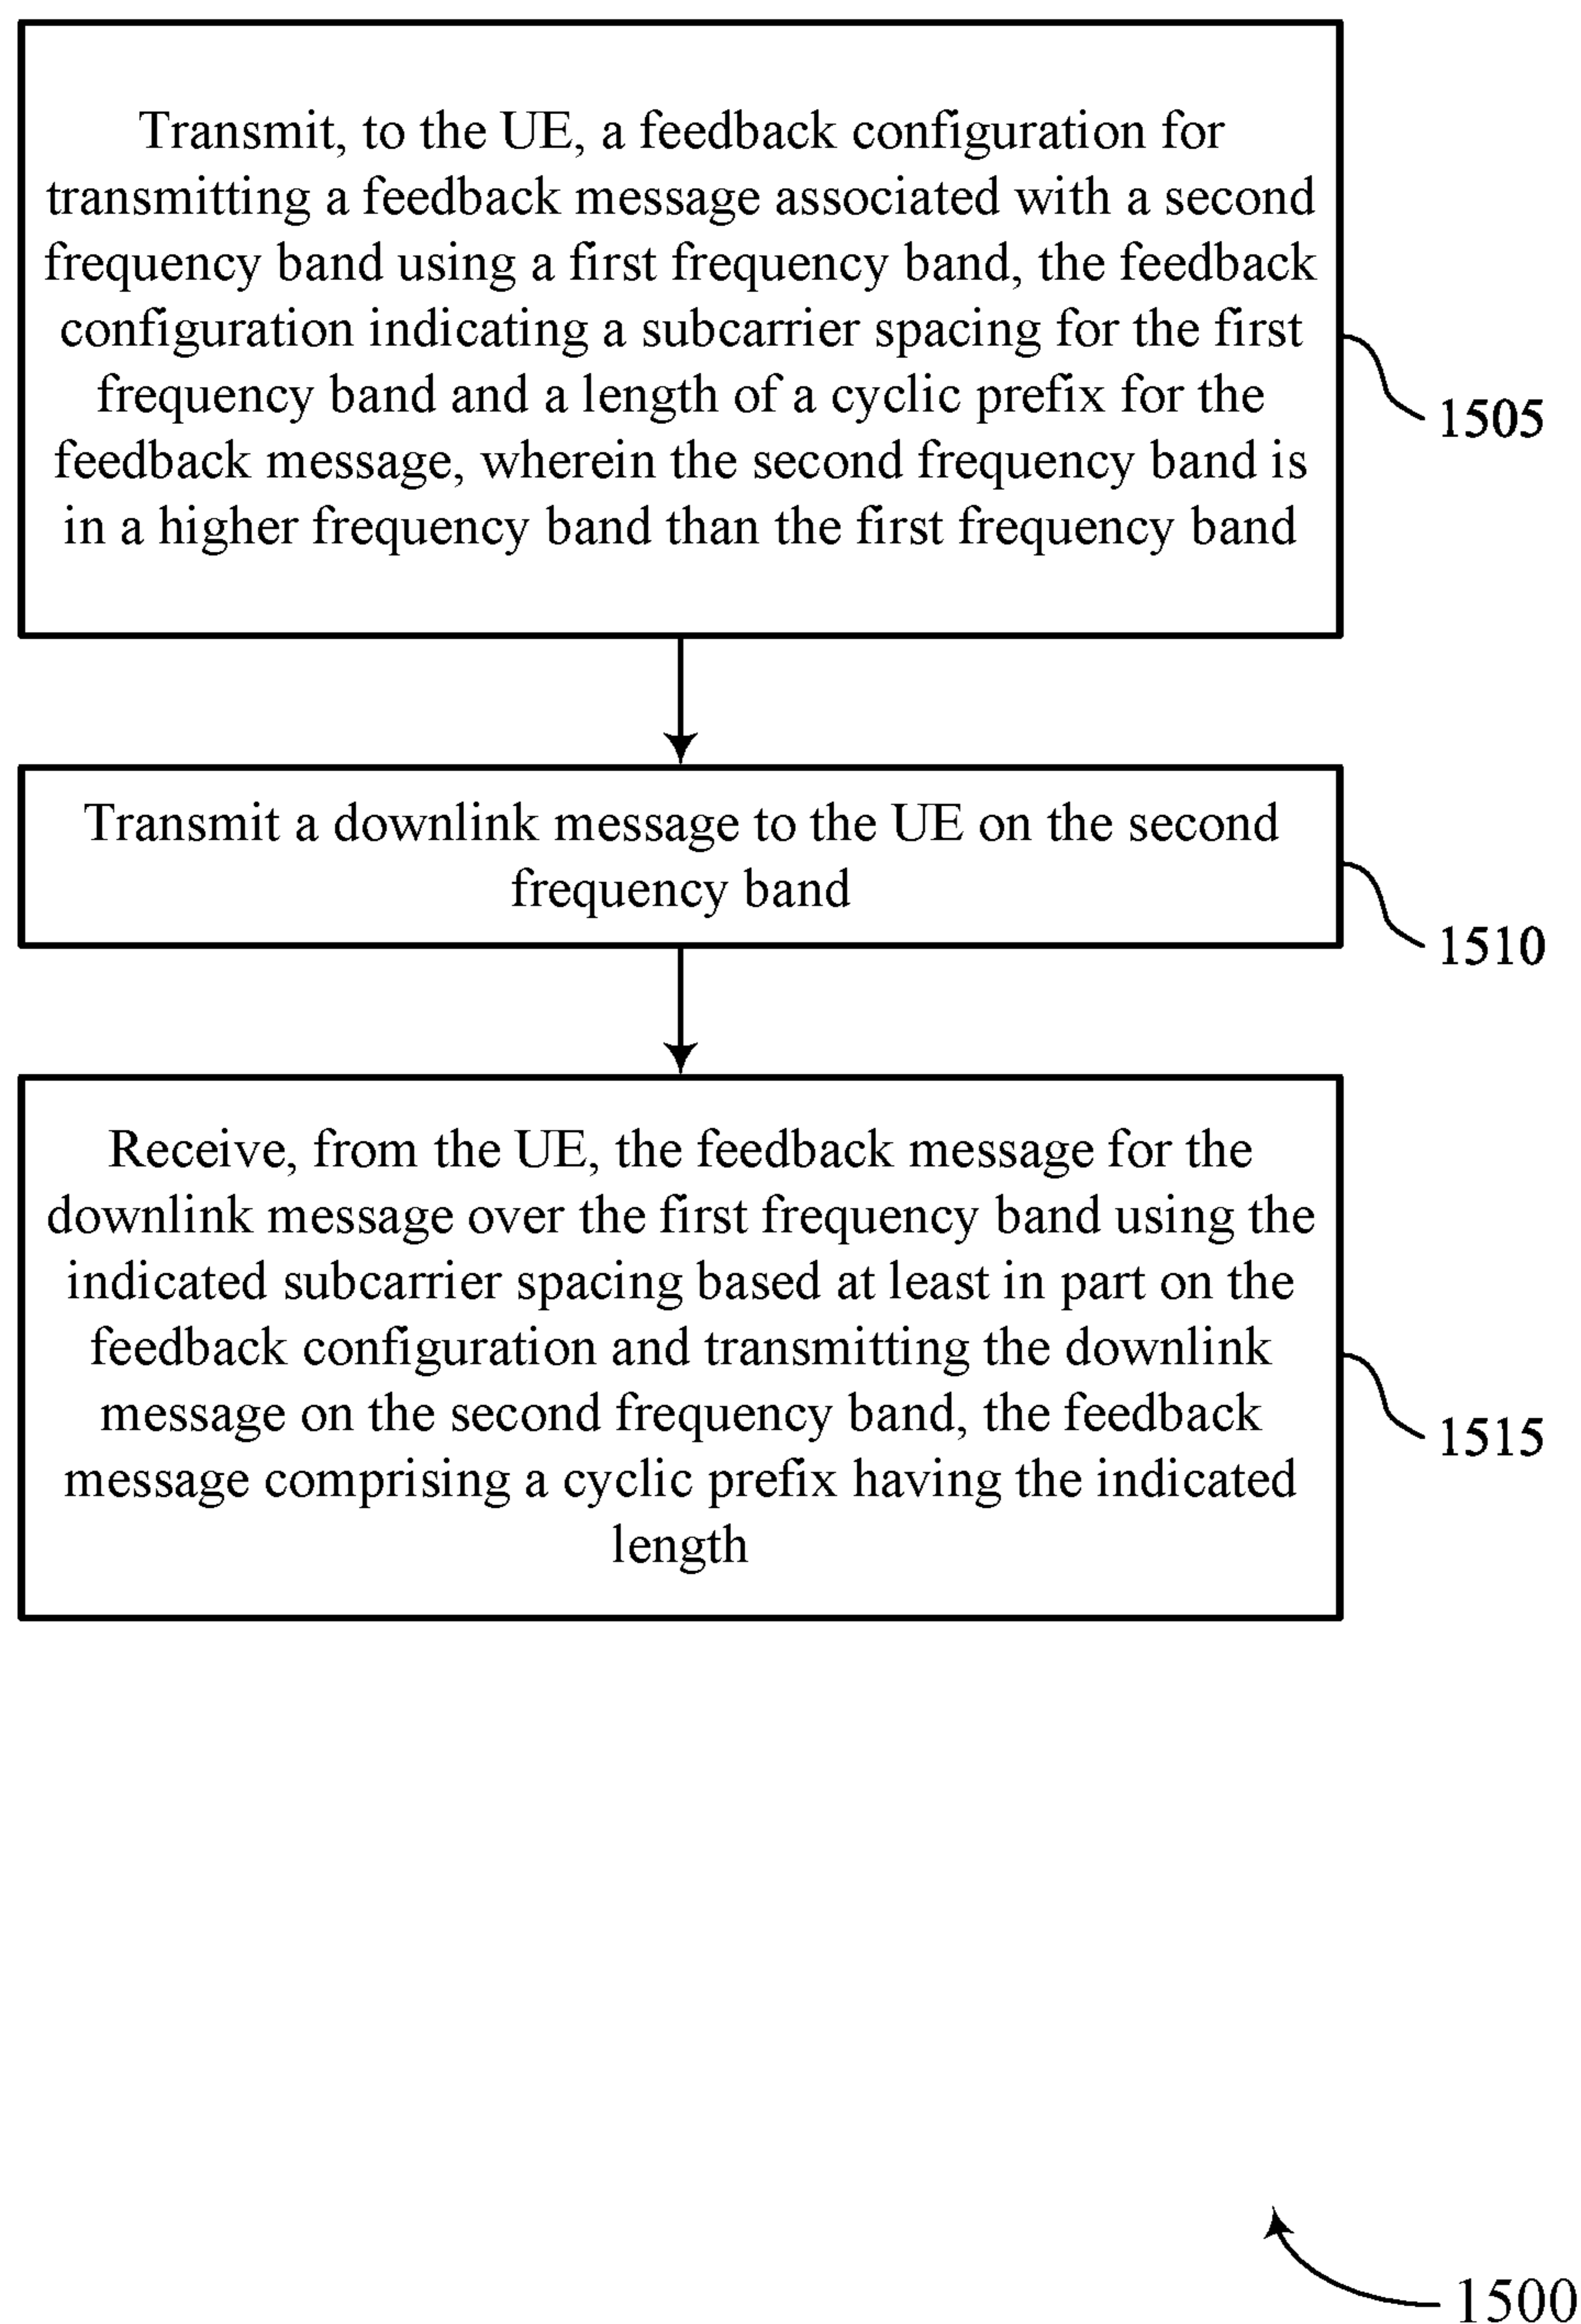 Transmit, to the UE, a feedback configuration for
transmitting a feedback message associated with a second
frequency band using a first frequency band, the feedback
configuration indicating a subcarrier spacing for the first
frequency band and a length of a cyclic prefix for the
feedback message, wherein the second frequency band is
in a higher frequency band than the first frequency band
1505
Transmit a downlink message to the UE on the second
frequency band
1510
Receive, from the UE, the feedback message for the
downlink message over the first frequency band using the
indicated subcarrier spacing based at least in part on the
feedback configuration and transmitting the downlink
message on the second frequency band, the feedback
message comprising a cyclic prefix having the indicated
length
1515
1500